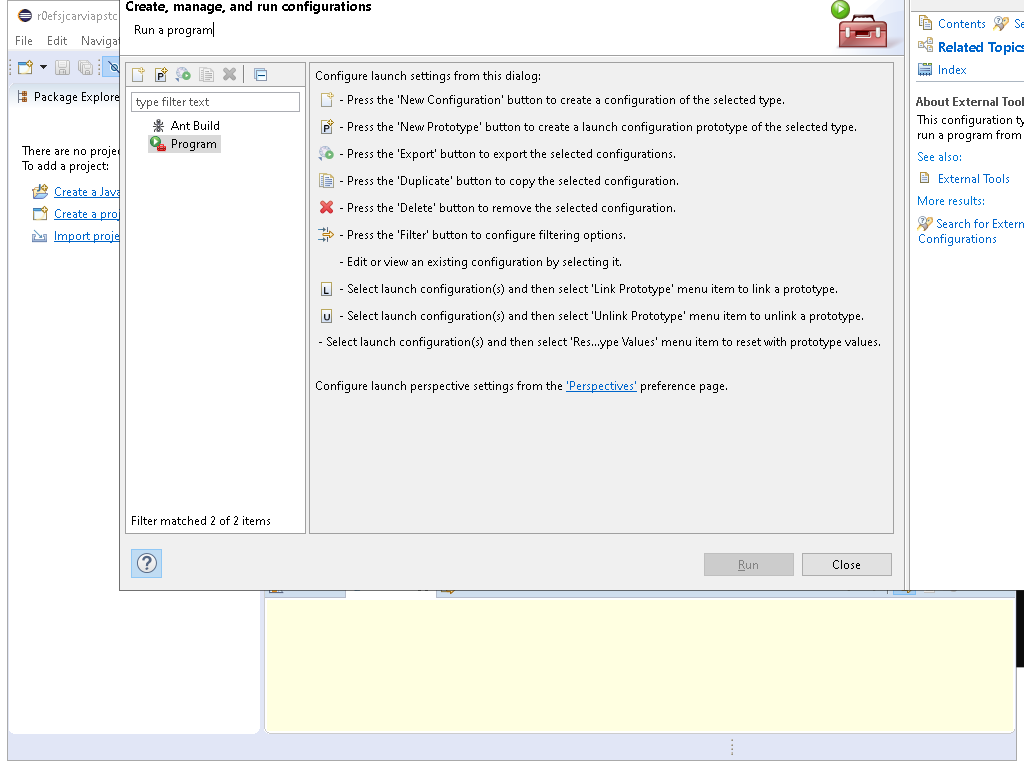 Create, manage, and run configurations
Run a program
r0efsjcarviapstc
File Edit Navigat
Package Explore
There are no projec
To add a project:
Create a Java
Create a proj
Import proje
type filter text
Ant Build
Program
Filter matched 2 of 2 items
Configure launch settings from this dialog:
- Press the 'New Configuration' button to create a configuration of the selected type.
- Press the 'New Prototype' button to create a launch configuration prototype of the selected type.
- Press the 'Export' button to export the selected configurations.
- Press the 'Duplicate' button to copy the selected configuration.
- Press the 'Delete' button to remove the selected configuration.
- Press the 'Filter' button to configure filtering options.
- Edit or view an existing configuration by selecting it.
L - Select launch configuration(s) and then select 'Link Prototype' menu item to link a prototype.
U - Select launch configuration(s) and then select 'Unlink Prototype' menu item to unlink a prototype.
- Select launch configuration(s) and then select 'Res...ype Values' menu item to reset with prototype values.
Configure launch perspective settings from the 'Perspectives' preference page.
?
Run
Close
Contents Se
Related Topics
Index
About External Tool
This configuration ty
run a program from
See also:
External Tools
More results:
Search for Extern
Configurations